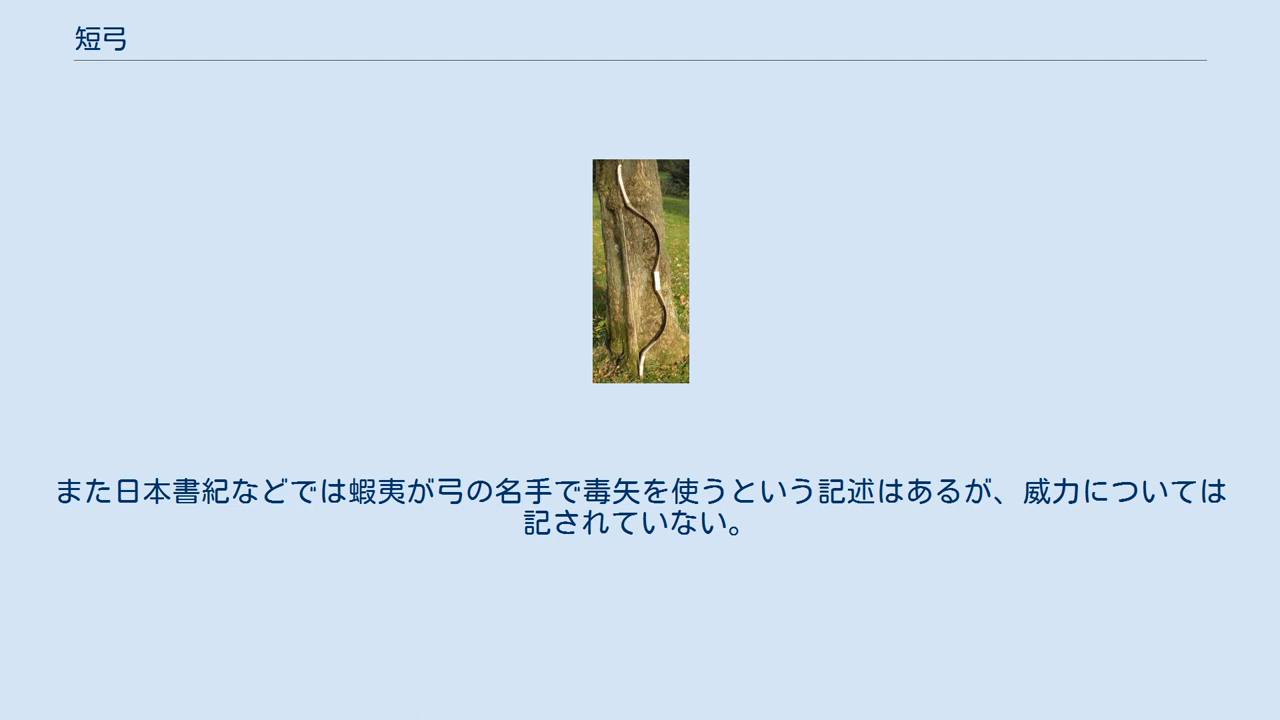 短弓
また日本書紀などでは蝦夷が弓の名手で毒矢を使うという記述はあるが、威力については
記されていない。